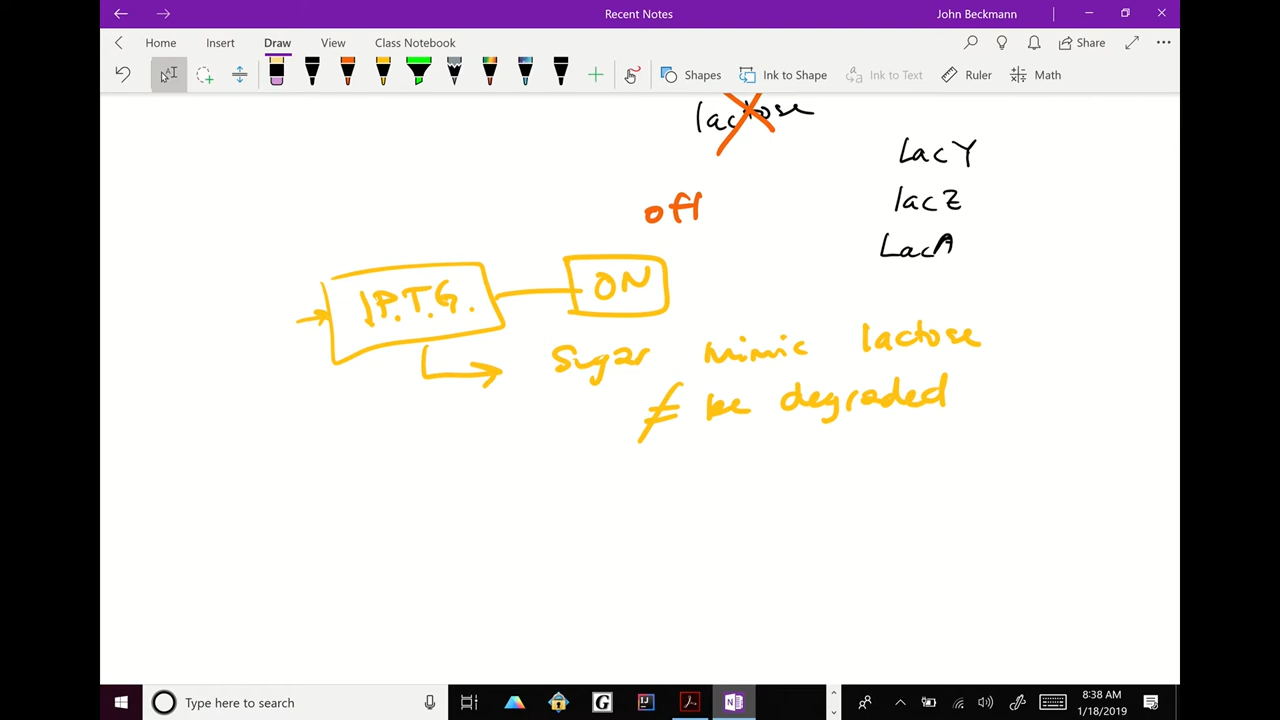 Recent Notes
John Beckmann
Home Insert Draw View Class Notebook
Share
Shapes Ink to Shape Ink to Text Ruler Math
lactose
LacY
lacZ
LacA
off
I.P.T.G.
ON
Sugar mimic lactose
≠ be degraded
Type here to search
8:38 AM
1/18/2019